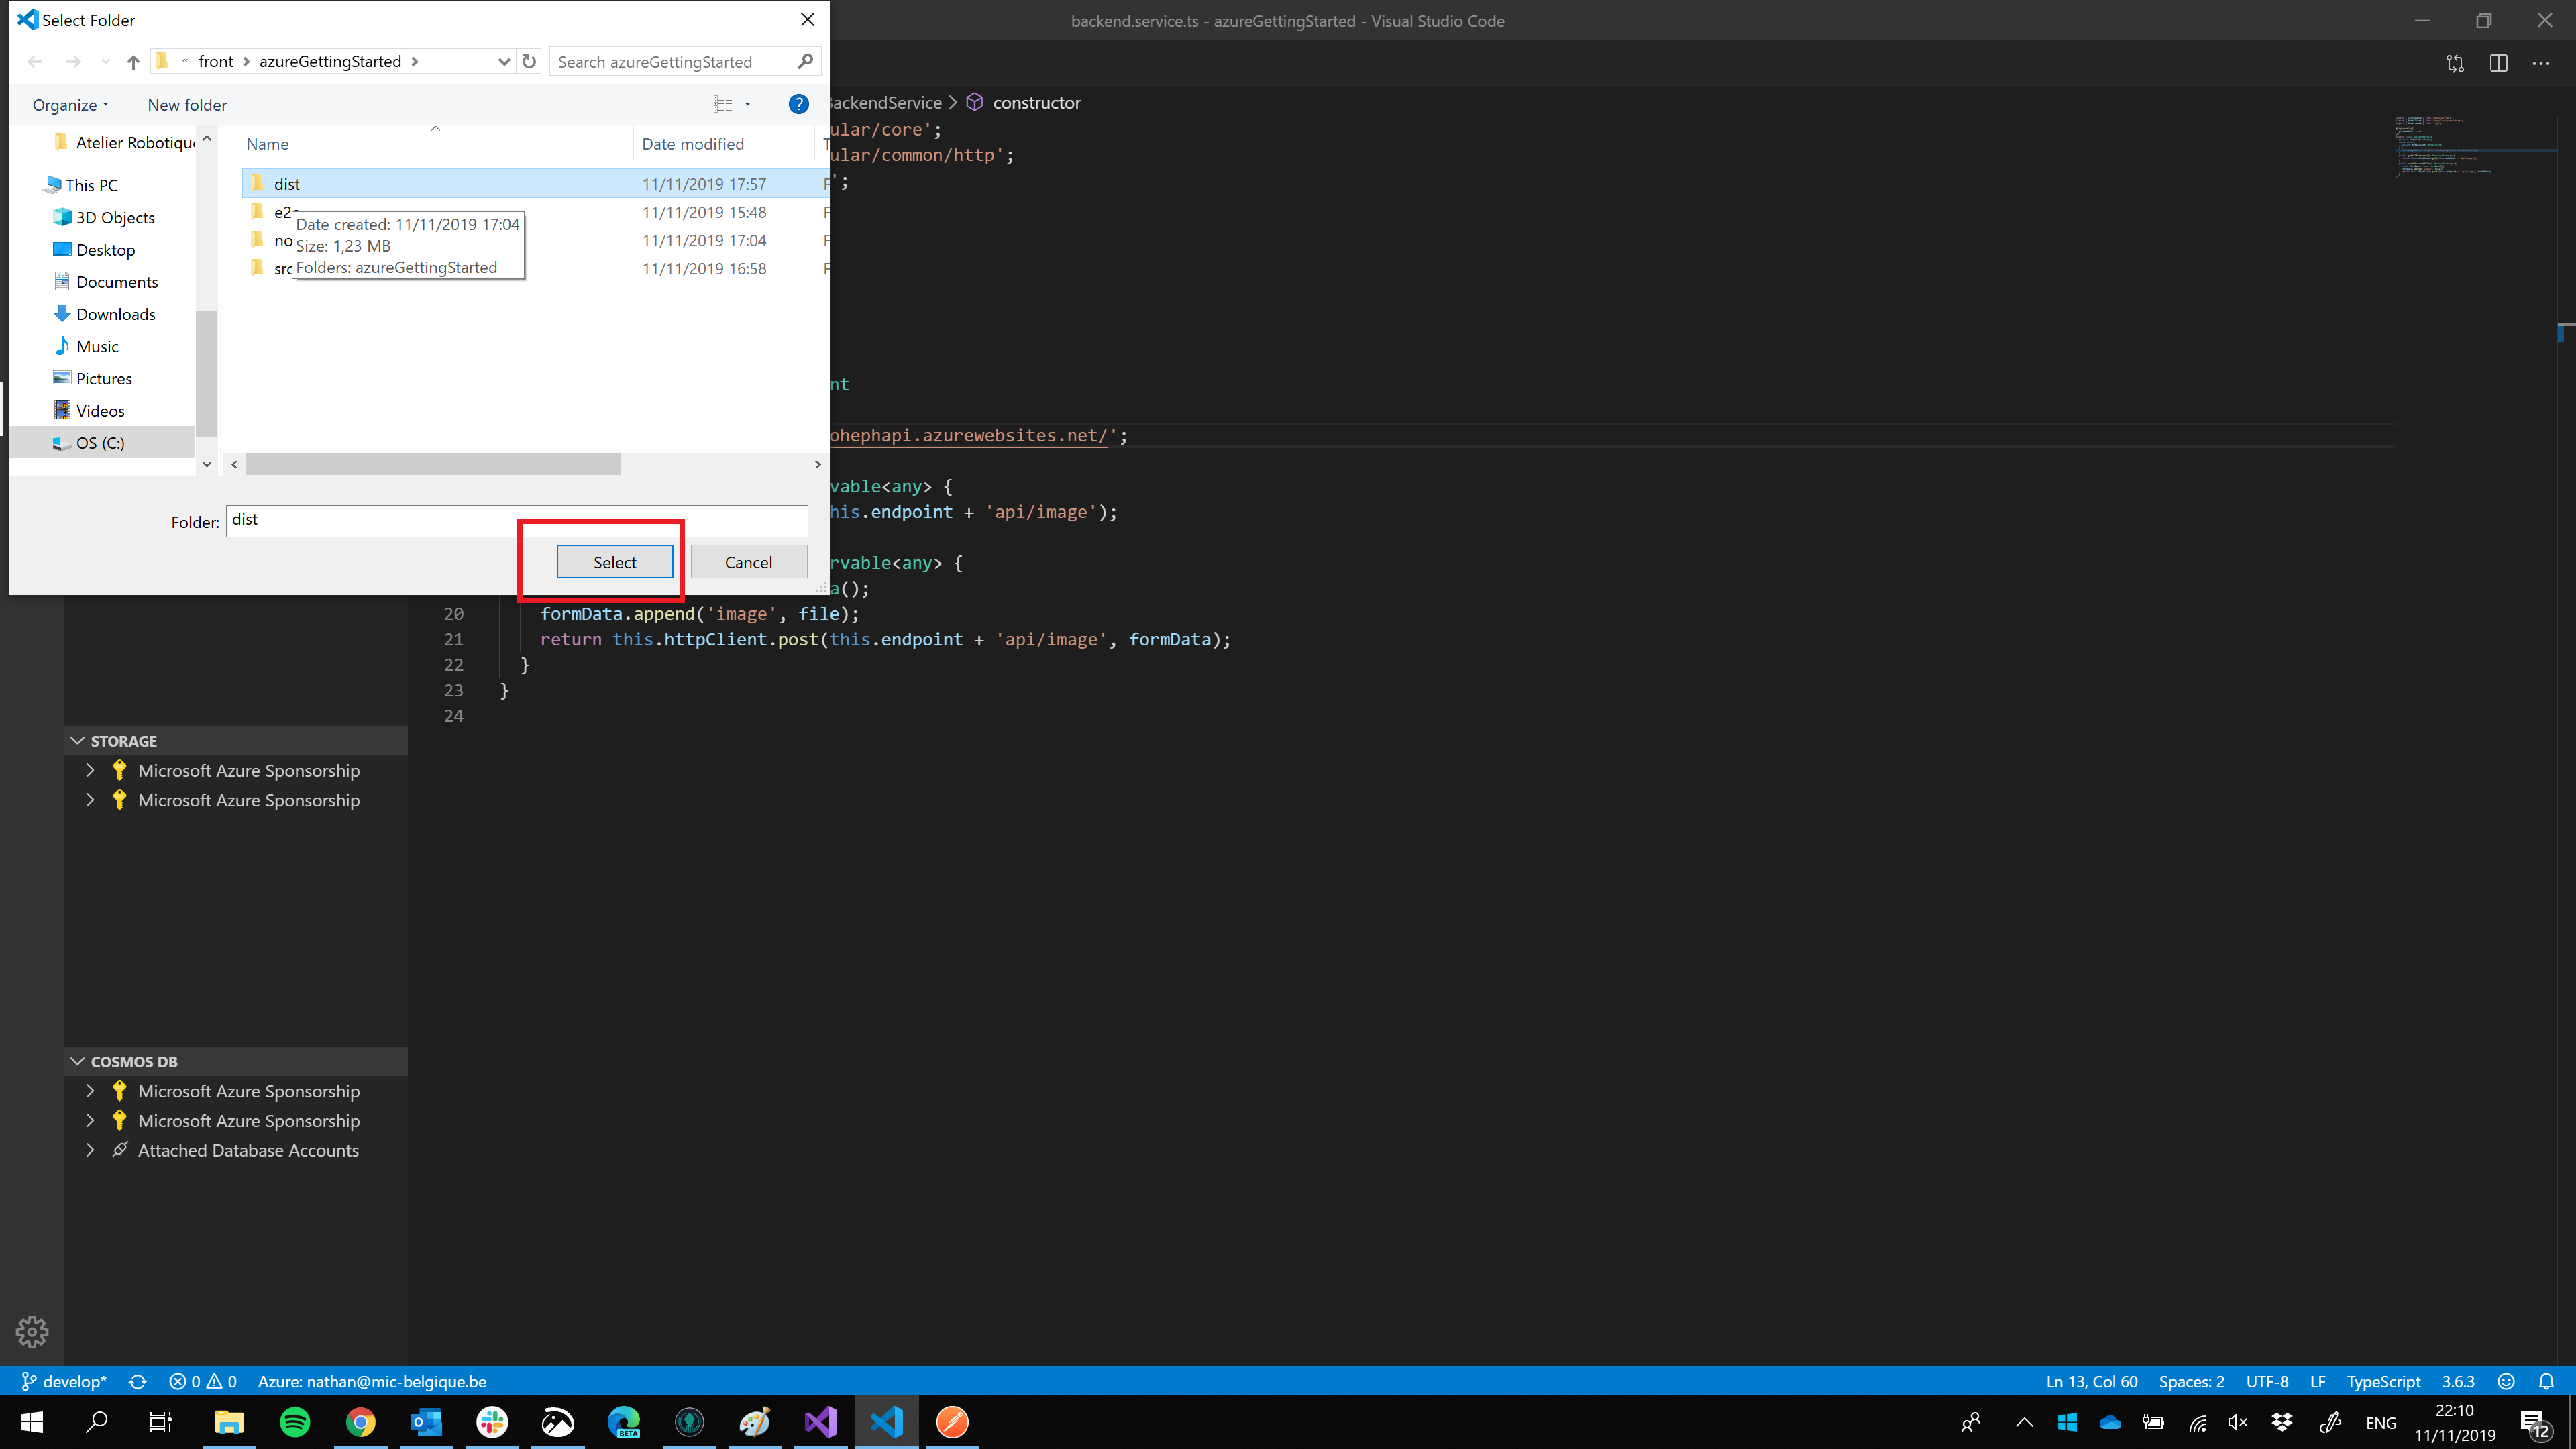 Select Folder
backend.service.ts - azureGettingStarted - Visual Studio Code
« front > azureGettingStarted >
Search azureGettingStarted
Organize
New folder
?
Name
Date modified
Atelier Robotique
This PC
3D Objects
Desktop
Documents
Downloads
Music
Pictures
Videos
OS (C:)
dist 11/11/2019 17:57 F
e2e 11/11/2019 15:48 F
no 11/11/2019 17:04 F
src 11/11/2019 16:58 F
Date created: 11/11/2019 17:04
Size: 1,23 MB
Folders: azureGettingStarted
Folder: dist
Select
Cancel
BackendService > constructor
ular/core';
ular/common/http';
';
nt
ohephapi.azurewebsites.net/';
vable<any> {
his.endpoint + 'api/image');
rvable<any> {
a();
20 formData.append('image', file);
21 return this.httpClient.post(this.endpoint + 'api/image', formData);
22 }
23 }
24
STORAGE
Microsoft Azure Sponsorship
Microsoft Azure Sponsorship
COSMOS DB
Microsoft Azure Sponsorship
Microsoft Azure Sponsorship
Attached Database Accounts
develop* 0 0 Azure: nathan@mic-belgique.be
Ln 13, Col 60 Spaces: 2 UTF-8 LF TypeScript 3.6.3
BETA
ENG
22:10
11/11/2019
12